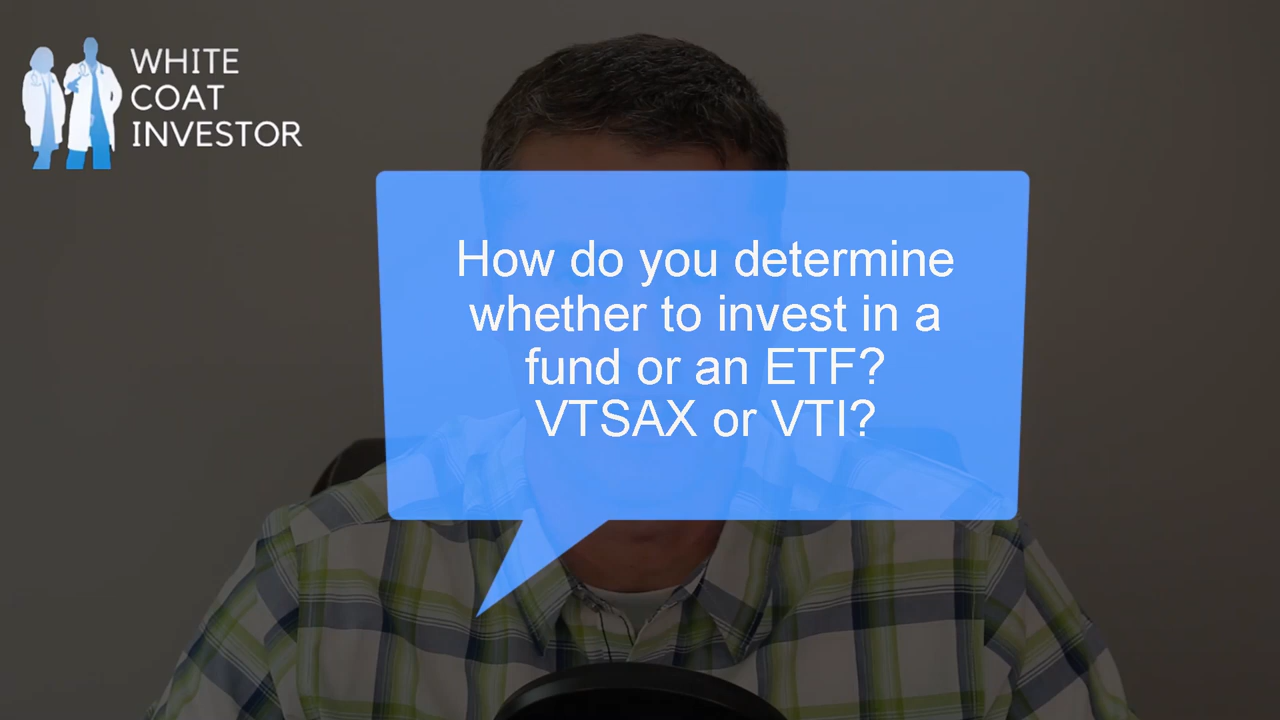 WHITE
COAT
INVESTOR
How do you determine
whether to invest in a
fund or an ETF?
VTSAX or VTI?